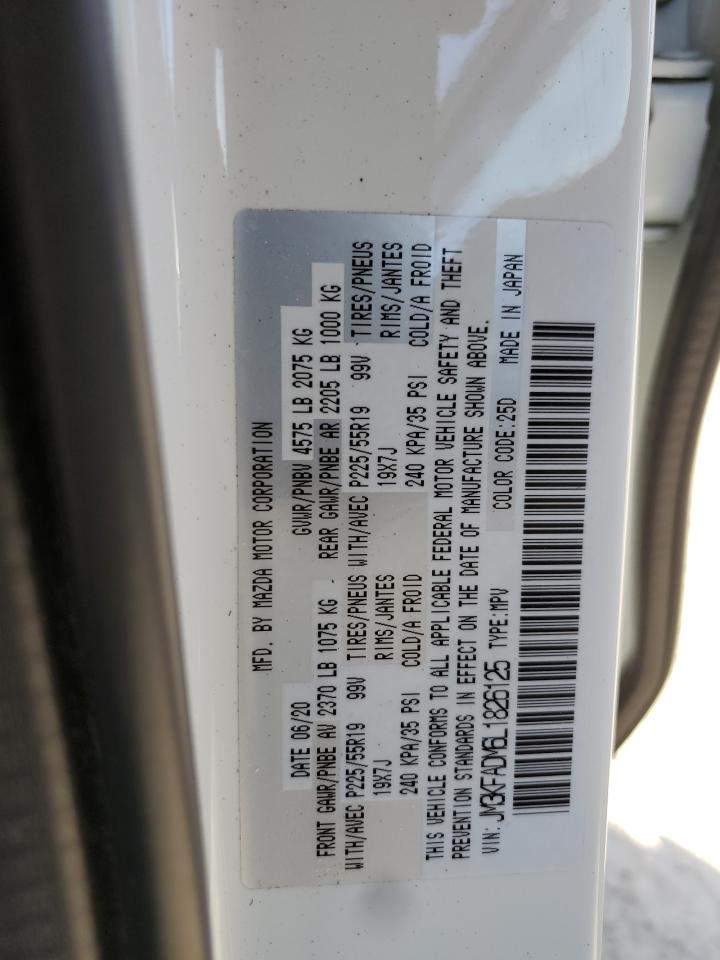 MFD. BY MAZDA MOTOR CORPORATION
DATE 06/20 GVWR/PNBV 4575 LB 2075 KG
FRONT GAWR/PNBE AV 2370 LB 1075 KG REAR GAWR/PNBE AR 2205 LB 1000 KG
WITH/AVEC P225/55R19 99V TIRES/PNEUS WITH/AVEC P225/55R19 99V TIRES/PNEUS
19X7J RIMS/JANTES 19X7J RIMS/JANTES
240 KPA/35 PSI COLD/A FROID 240 KPA/35 PSI COLD/A FROID
THIS VEHICLE CONFORMS TO ALL APPLICABLE FEDERAL MOTOR VEHICLE SAFETY AND THEFT
PREVENTION STANDARDS IN EFFECT ON THE DATE OF MANUFACTURE SHOWN ABOVE.
VIN: JM3KFADM6L1826125 TYPE:MPV COLOR CODE:25D MADE IN JAPAN